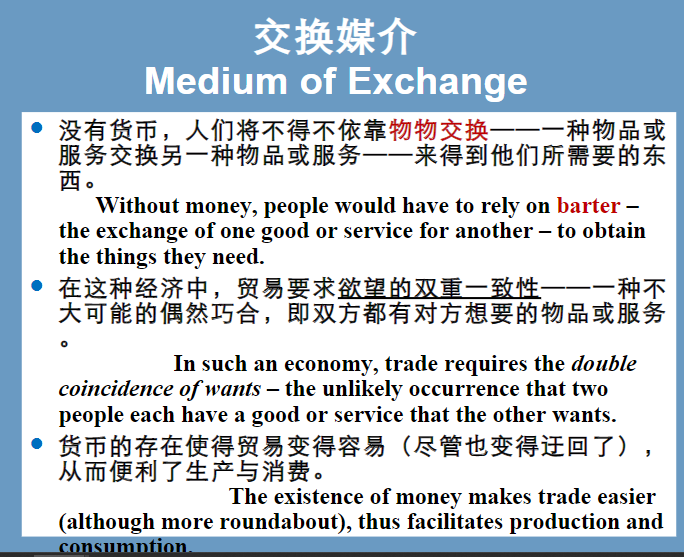 交换媒介
Medium of Exchange
没有货币，人们将不得不依靠物物交换——一种物品或
服务交换另一种物品或服务——来得到他们所需要的东
西。
Without money, people would have to rely on barter –
the exchange of one good or service for another – to obtain
the things they need.
在这种经济中，贸易要求欲望的双重一致性——一种不
大可能的偶然巧合，即双方都有对方想要的物品或服务
。
In such an economy, trade requires the double
coincidence of wants – the unlikely occurrence that two
people each have a good or service that the other wants.
货币的存在使得贸易变得容易（尽管也变得迂回了），
从而便利了生产与消费。
The existence of money makes trade easier
(although more roundabout), thus facilitates production and
consumption.